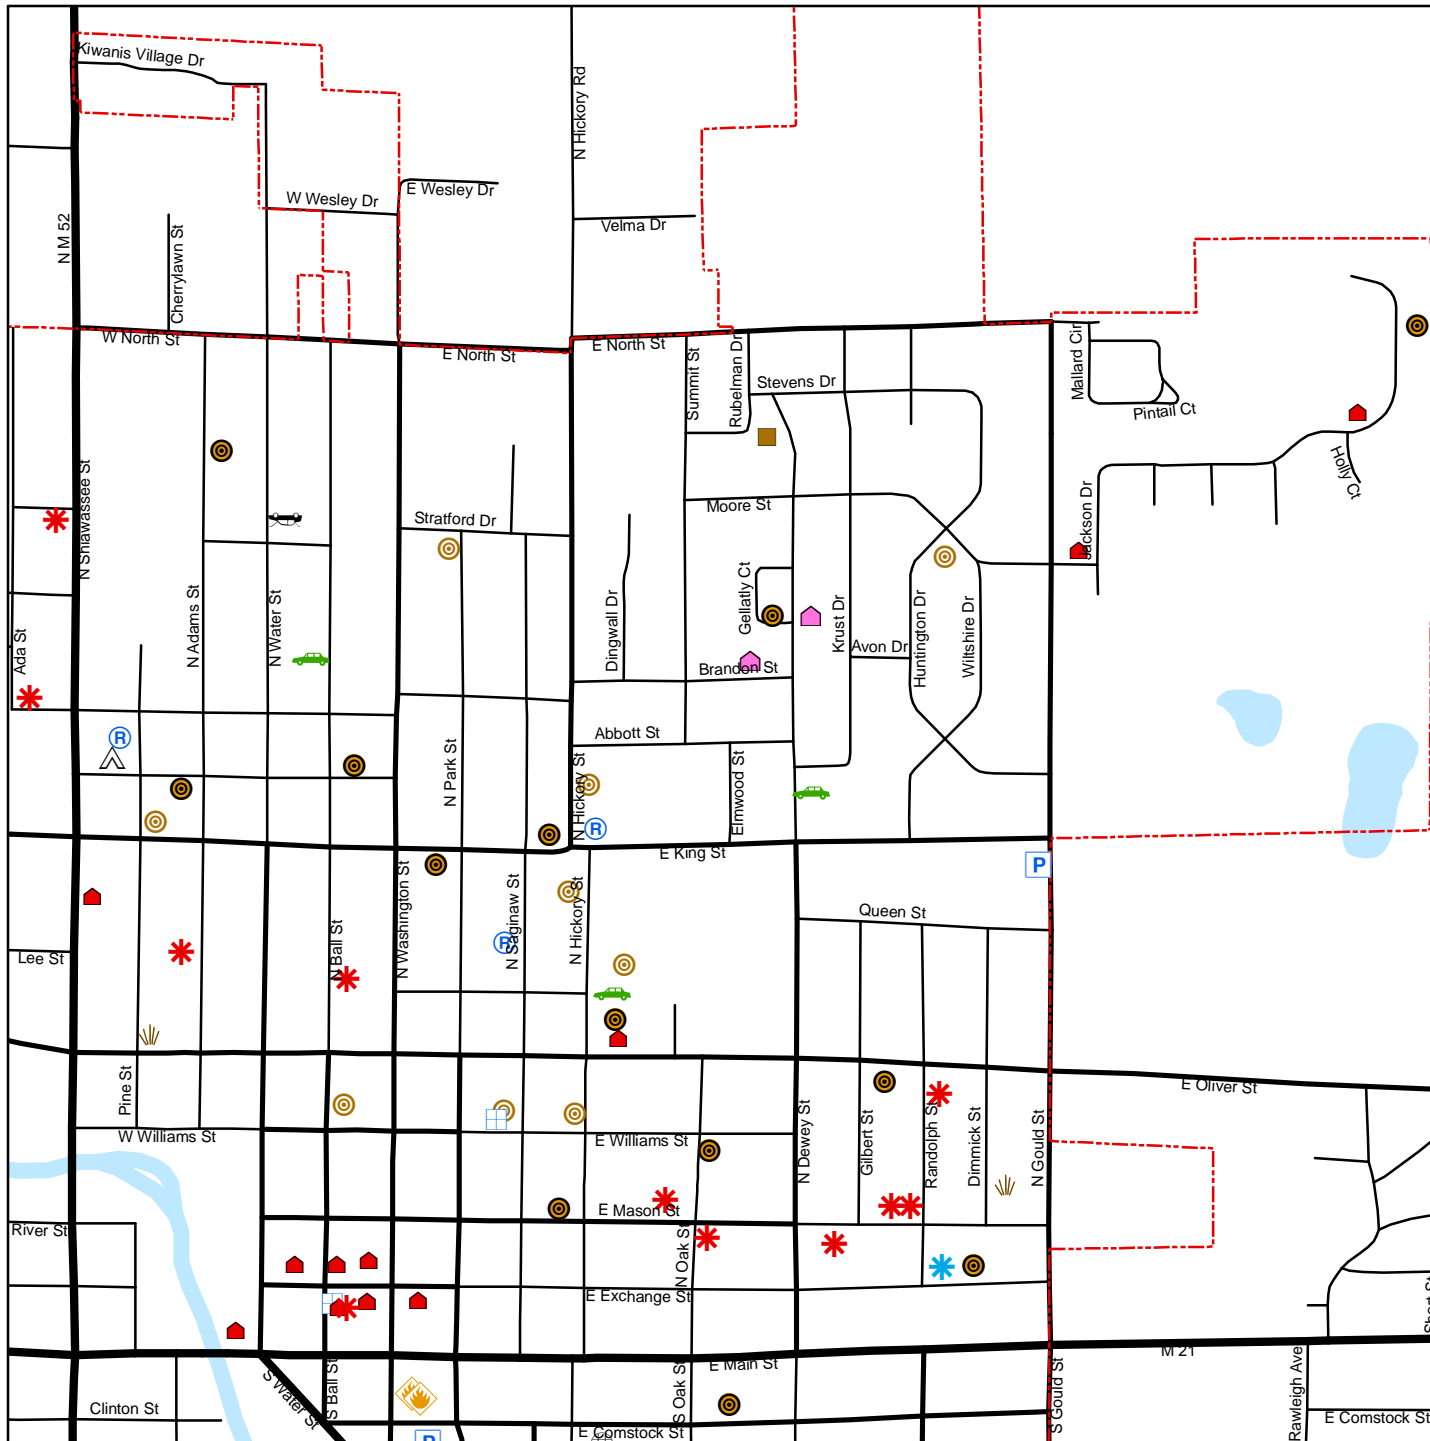 Kiwanis Village Dr
N Hickory Rd
W Wesley Dr
E Wesley Dr
Velma Dr
N M 52
Cherrylawn St
W North St
E North St
E North St
Summit St
Rubelman Dr
Stevens Dr
Mallard Cir
Pintail Ct
Holly Ct
N Shiawassee St
Stratford Dr
Moore St
Jackson Dr
Ada St
N Adams St
N Water St
Dingwall Dr
Gellatly Ct
Brandon St
Krust Dr
Avon Dr
Huntington Dr
Wiltshire Dr
R
N Park St
N Hickory St
Abbott St
Elmwood St
R
E King St
P
Lee St
N Ball St
N Washington St
R
N Saginaw St
N Hickory St
Queen St
Pine St
W Williams St
E Williams St
N Dewey St
Gilbert St
Randolph St
Dimmick St
N Gould St
E Oliver St
River St
E Mason St
N Oak St
E Exchange St
E Main St
M 21
Clinton St
S Water St
S Ball St
S Oak St
S Gould St
Rawleigh Ave
E Comstock St
E Comstock St
P